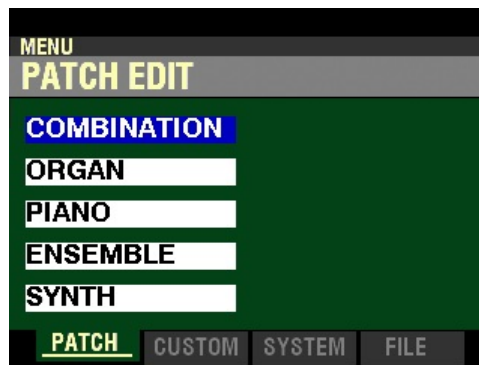 MENU
PATCH EDIT
COMBINATION
ORGAN
PIANO
ENSEMBLE
SYNTH
PATCH CUSTOM SYSTEM FILE